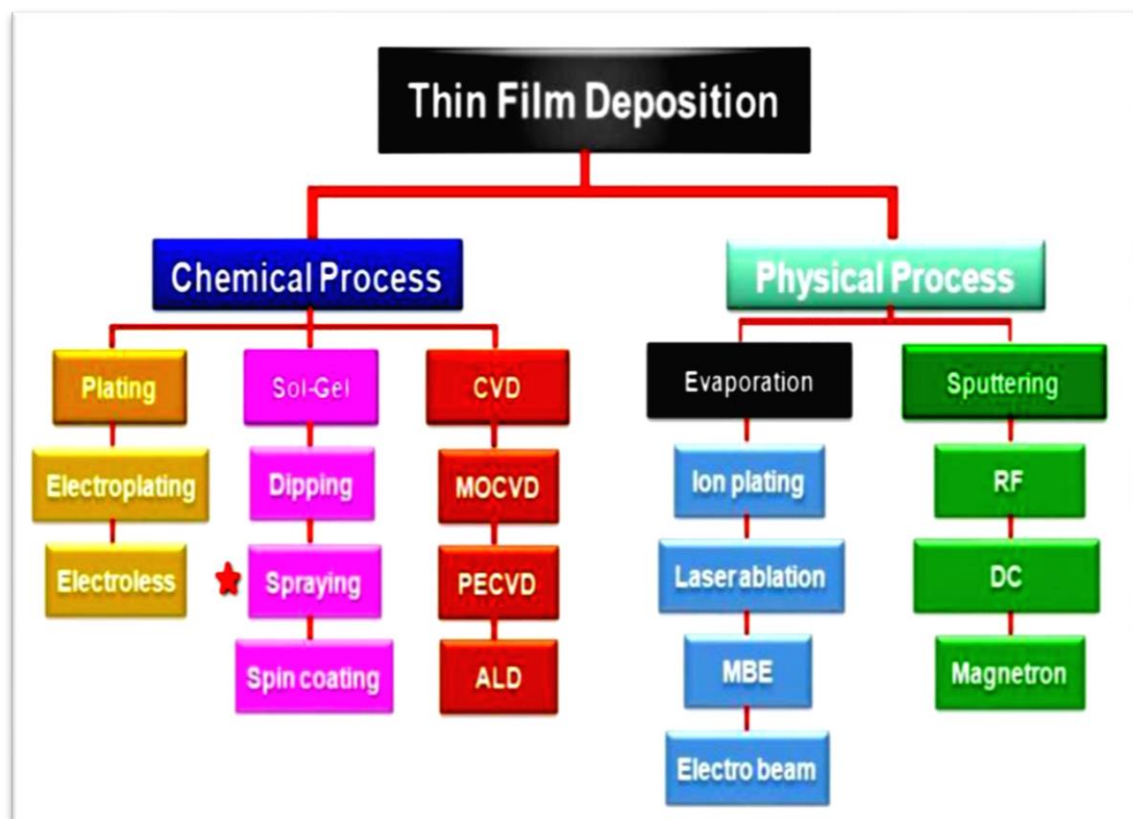 Thin Film Deposition
Chemical Process
Physical Process
Plating
Sol-Gel
CVD
Evaporation
Sputtering
Electroplating
Dipping
MOCVD
Ion plating
RF
Electroless
Spraying
PECVD
Laser ablation
DC
Spin coating
ALD
MBE
Magnetron
Electro beam